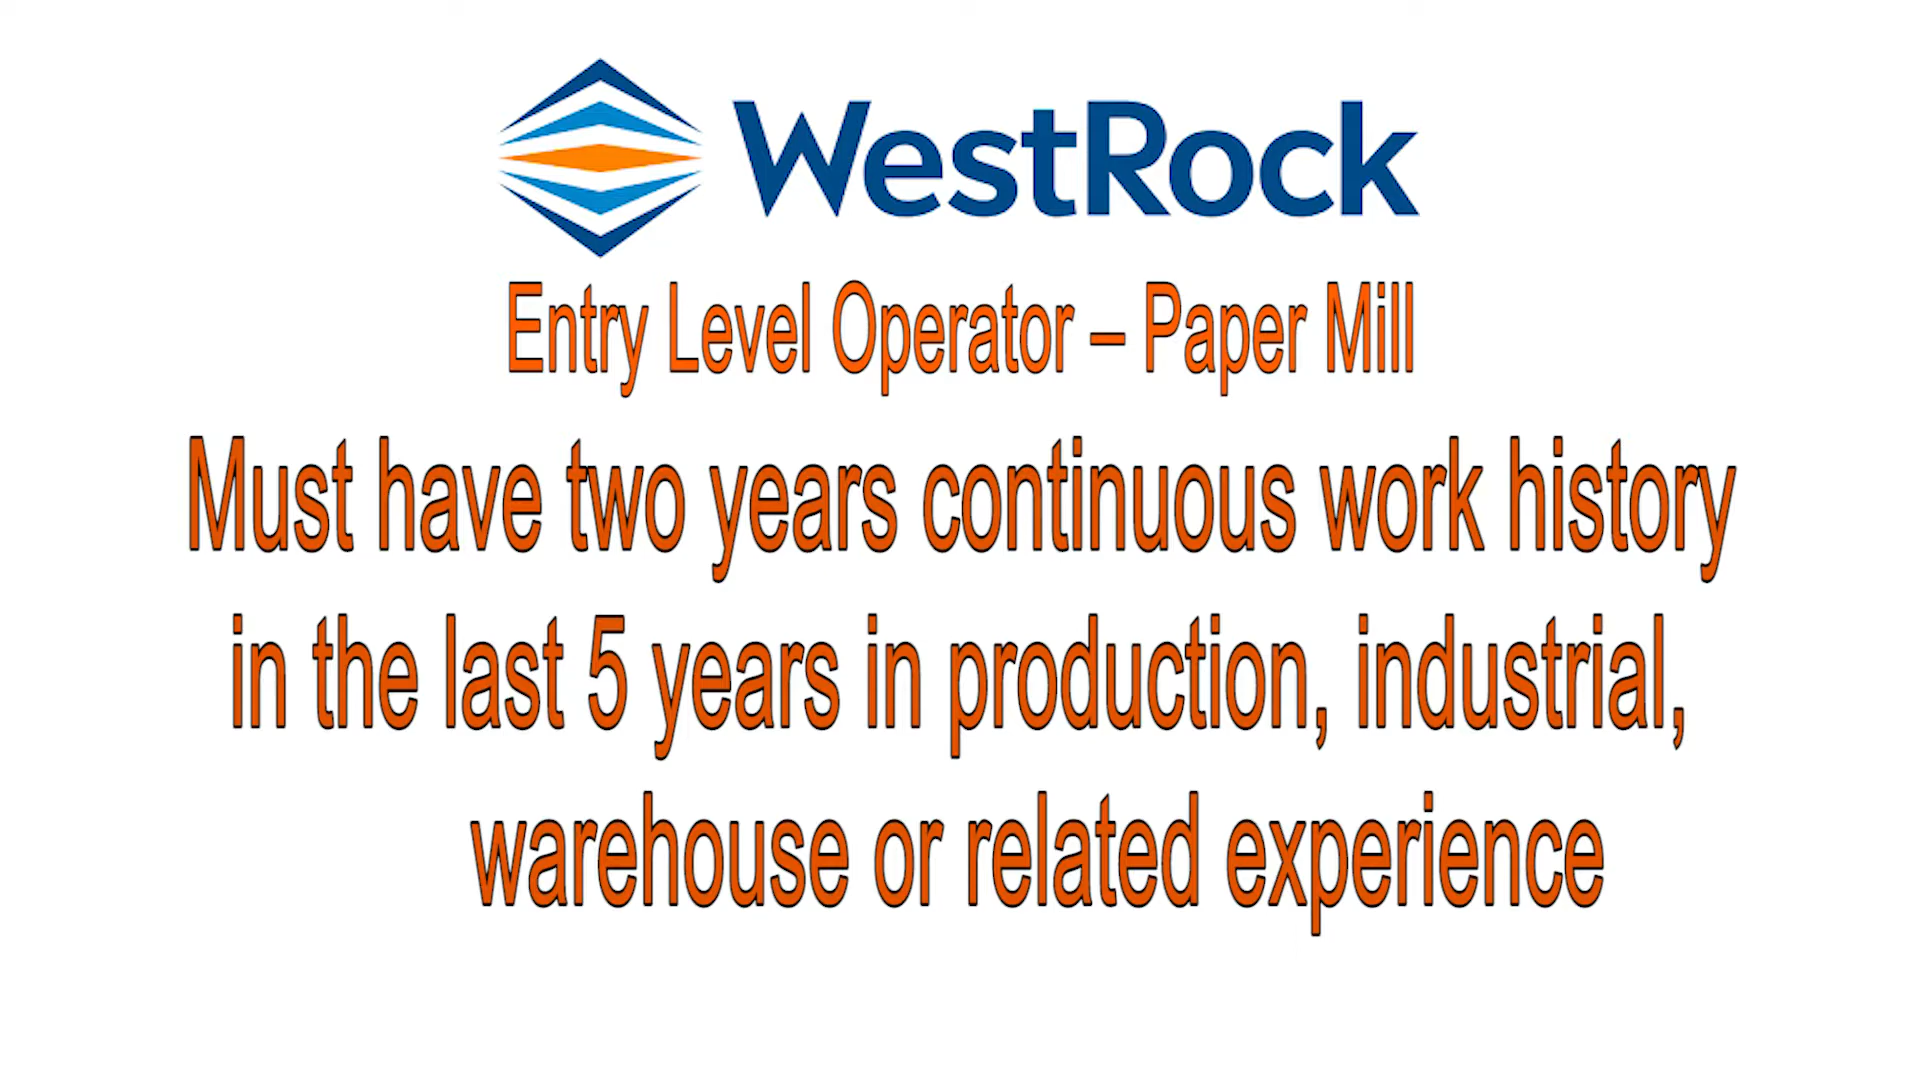 WestRock
Entry Level Operator – Paper Mill
Must have two years continuous work history
in the last 5 years in production, industrial,
warehouse or related experience